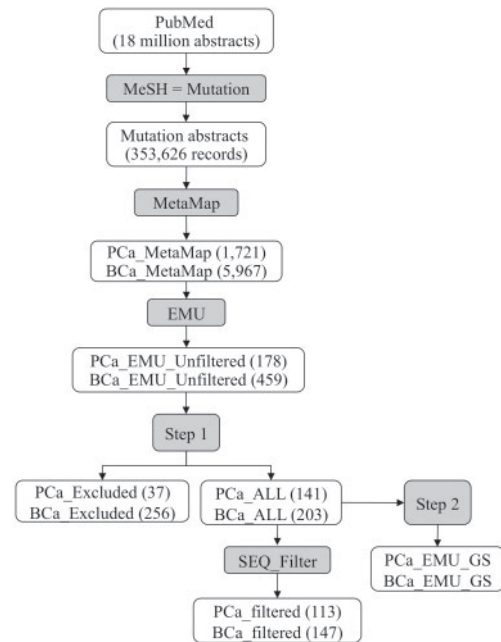 PubMed
(18 million abstracts)
MeSH = Mutation
Mutation abstracts
(353,626 records)
MetaMap
PCa_MetaMap (1,721)
BCa_MetaMap (5,967)
EMU
PCa_EMU_Unfiltered (178)
BCa_EMU_Unfiltered (459)
Step 1
PCa_Excluded (37)
BCa_Excluded (256)
PCa_ALL (141)
BCa_ALL (203)
Step 2
SEQ_Filter
PCa_EMU_GS
BCa_EMU_GS
PCa_filtered (113)
BCa_filtered (147)